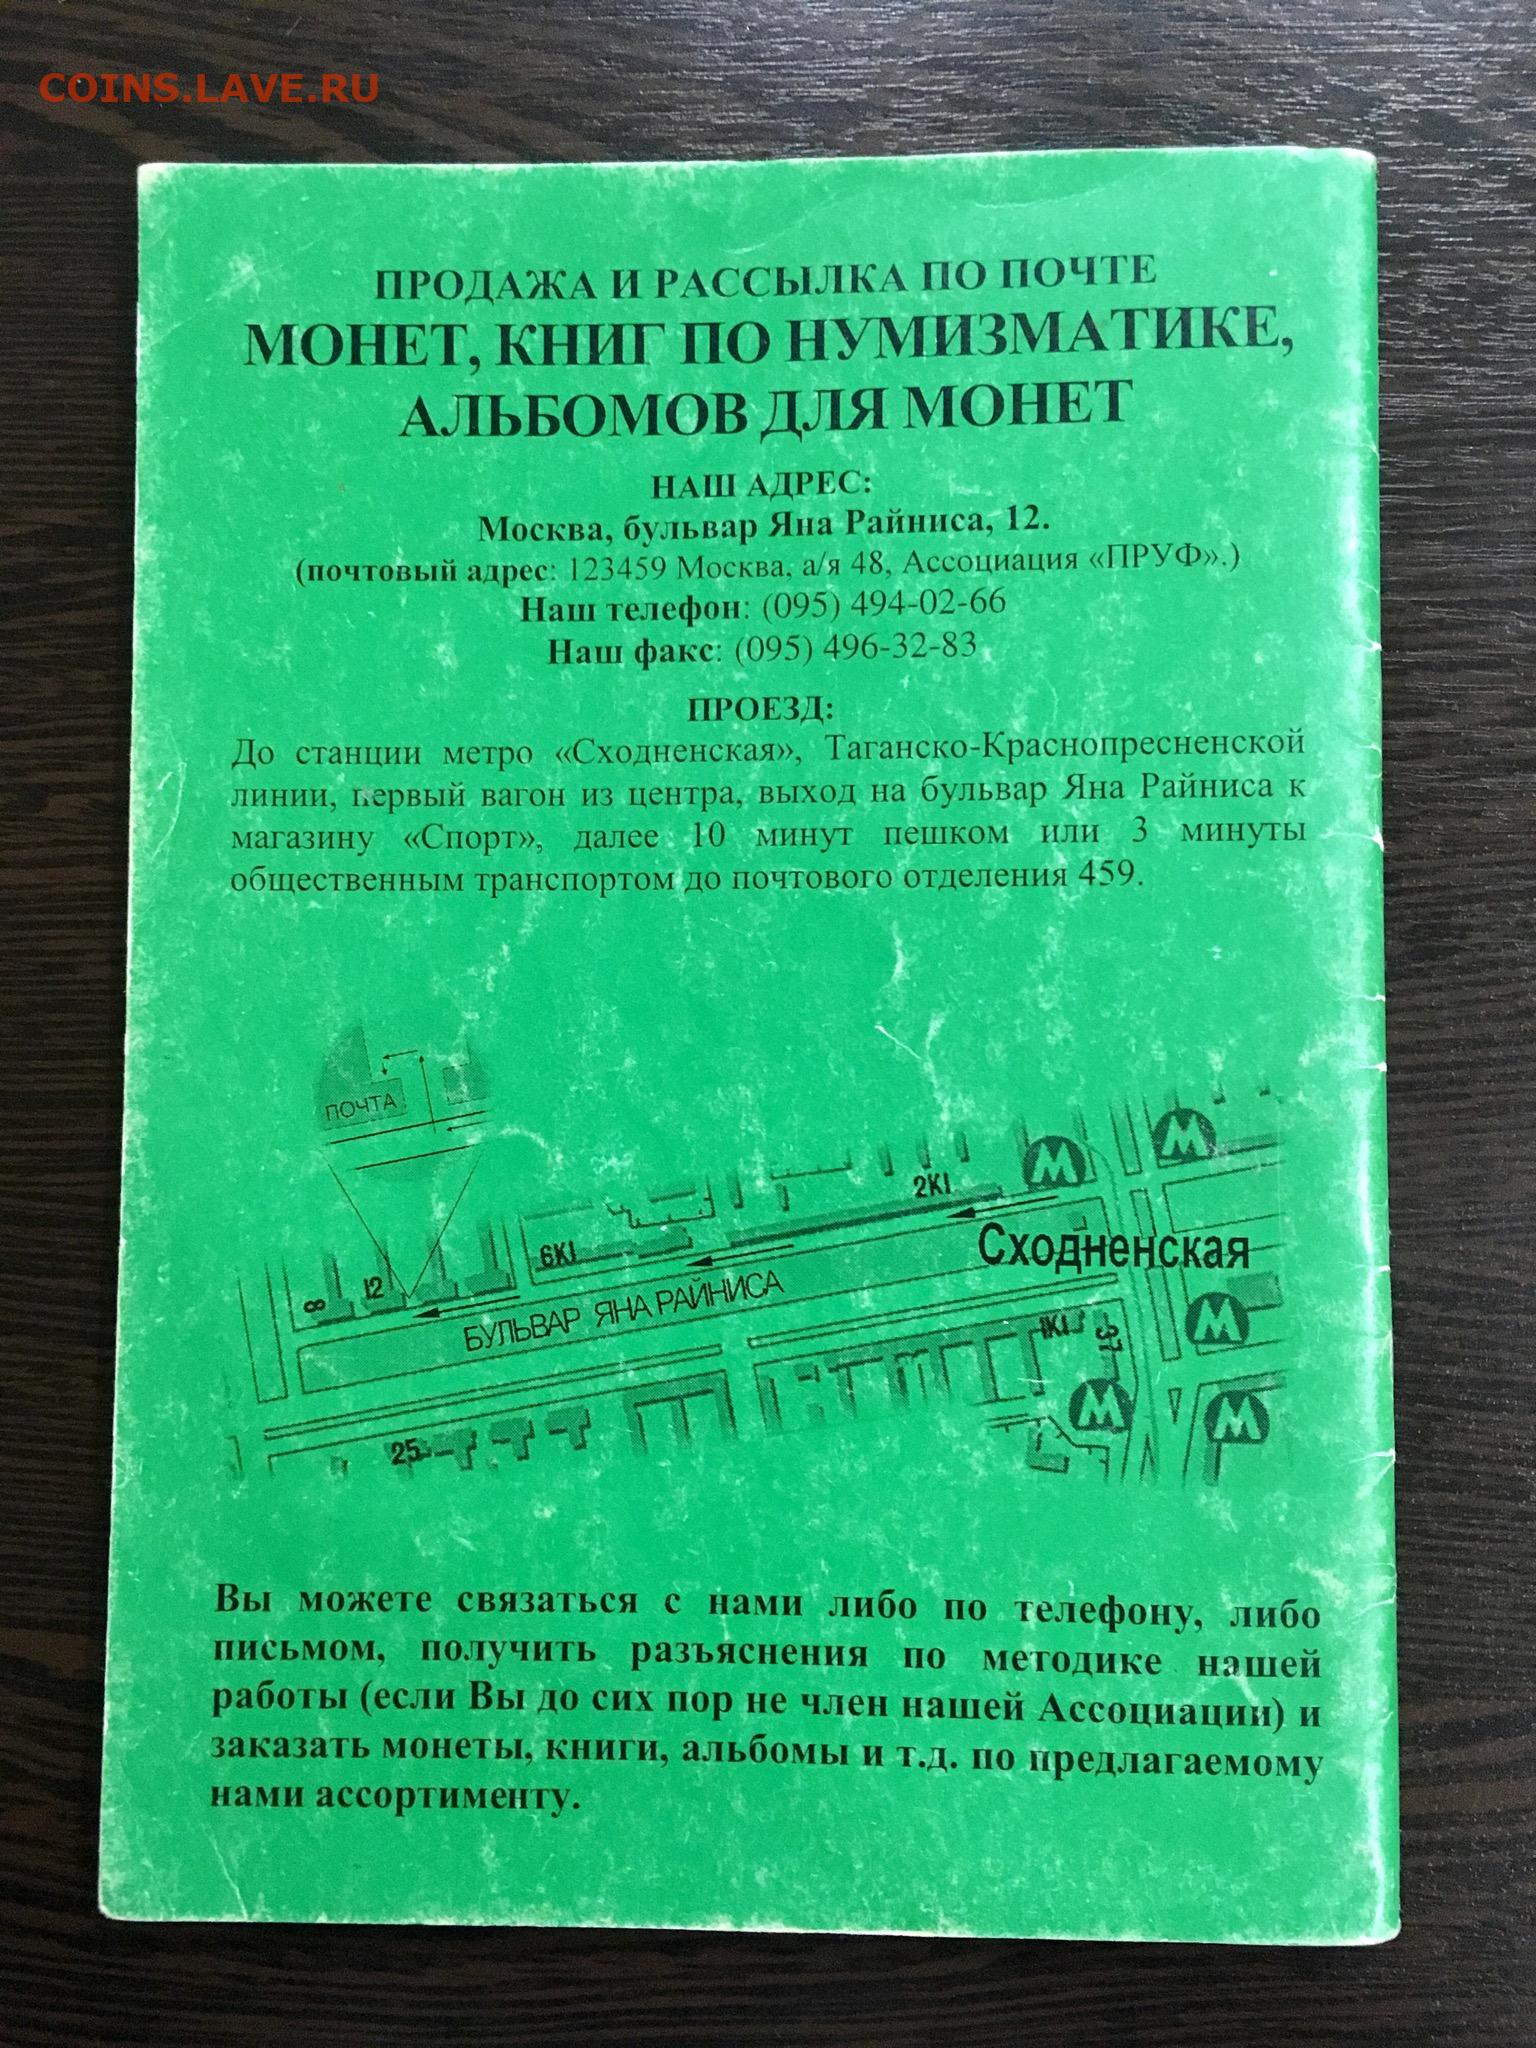 COINS.LAVE.RU
ПРОДАЖА И РАССЫЛКА ПО ПОЧТЕ
МОНЕТ, КНИГ ПО НУМИЗМАТИКЕ,
АЛЬБОМОВ ДЛЯ МОНЕТ
НАШ АДРЕС:
Москва, бульвар Яна Райниса, 12.
(почтовый адрес: 123459 Москва, а/я 48, Ассоциация «ПРУФ».)
Наш телефон: (095) 494-02-66
Наш факс: (095) 496-32-83
ПРОЕЗД:
До станции метро «Сходненская», Таганско-Краснопресненской
линии, первый вагон из центра, выход на бульвар Яна Райниса к
магазину «Спорт», далее 10 минут пешком или 3 минуты
общественным транспортом до почтового отделения 459.
ПОЧТА
М
М
2К1
Сходненская
6К1
12
8
БУЛЬВАР ЯНА РАЙНИСА
1К1
37
М
М
М
25
Вы можете связаться с нами либо по телефону, либо
письмом, получить разъяснения по методике нашей
работы (если Вы до сих пор не член нашей Ассоциации) и
заказать монеты, книги, альбомы и т.д. по предлагаемому
нами ассортименту.